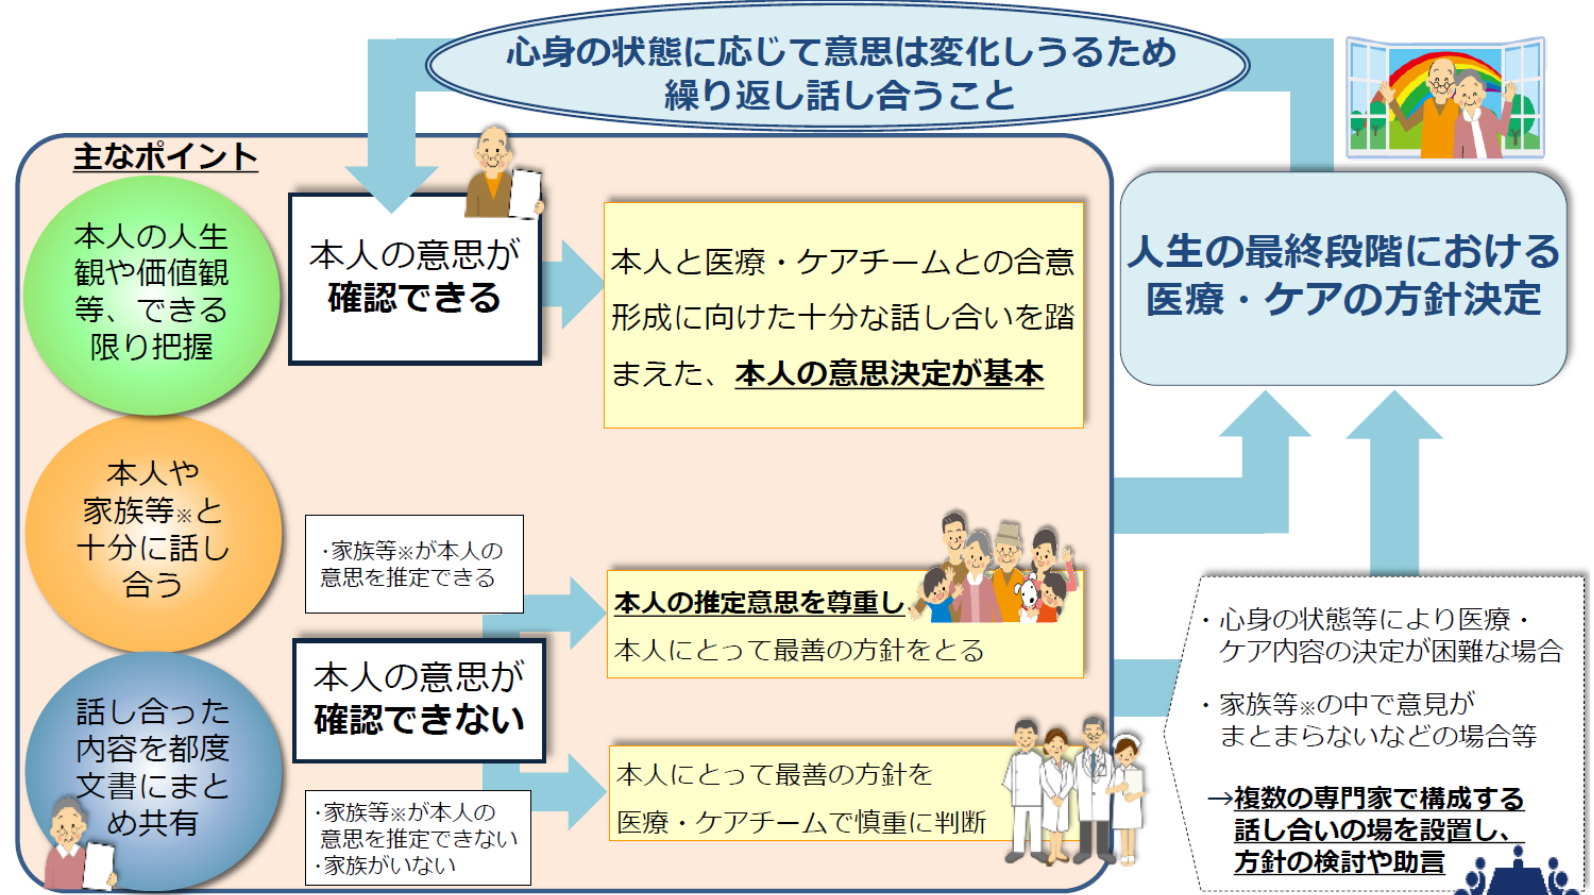 心身の状態に応じて意思は変化しうるため
繰り返し話し合うこと
主なポイント
本人の人生
観や価値観
等、できる
限り把握
本人や
家族等※と
十分に話し
合う
話し合った
内容を都度
文書にまと
め共有
本人の意思が
確認できる
本人と医療・ケアチームとの合意
形成に向けた十分な話し合いを踏
まえた、本人の意思決定が基本
人生の最終段階における
医療・ケアの方針決定
・家族等※が本人の
意思を推定できる
本人の推定意思を尊重し、
本人にとって最善の方針をとる
本人の意思が
確認できない
・家族等※が本人の
意思を推定できない
・家族がいない
本人にとって最善の方針を
医療・ケアチームで慎重に判断
・心身の状態等により医療・
ケア内容の決定が困難な場合
・家族等※の中で意見が
まとまらないなどの場合等
→複数の専門家で構成する
話し合いの場を設置し、
方針の検討や助言